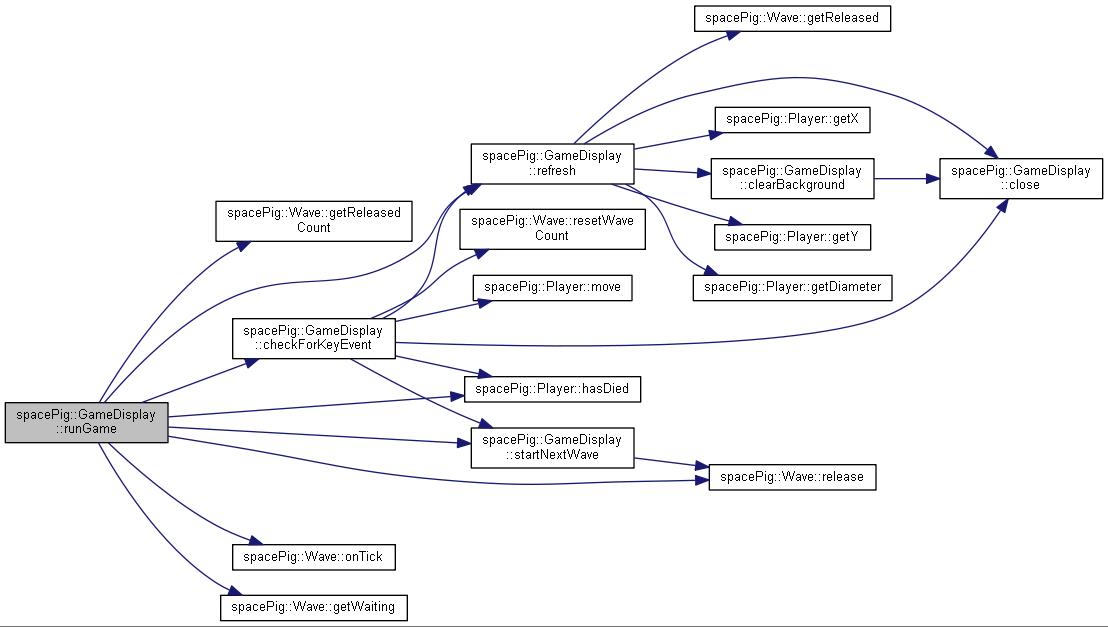 spacePig::Wave::getReleased
spacePig::Player::getX
spacePig::GameDisplay
::refresh
spacePig::GameDisplay
::clearBackground
spacePig::GameDisplay
::close
spacePig::Wave::getReleased
Count
spacePig::Wave::resetWave
Count
spacePig::Player::getY
spacePig::Player::move
spacePig::Player::getDiameter
spacePig::GameDisplay
::checkForKeyEvent
spacePig::Player::hasDied
spacePig::GameDisplay
::runGame
spacePig::GameDisplay
::startNextWave
spacePig::Wave::release
spacePig::Wave::onTick
spacePig::Wave::getWaiting